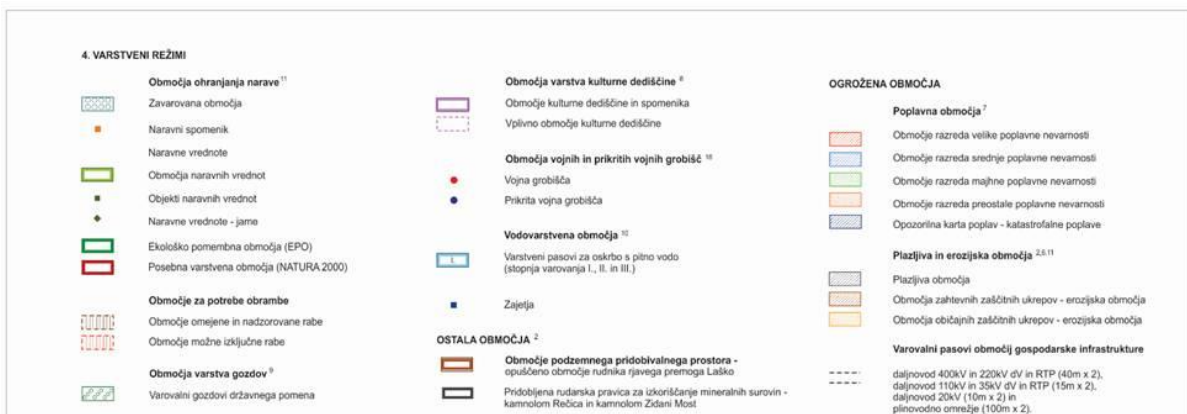 4. VARSTVENI REŽIMI
Območja ohranjanja narave 11
Zavarovana območja
Naravni spomenik
Naravne vrednote
Območja naravnih vrednot
Objekti naravnih vrednot
Naravne vrednote - jame
Ekološko pomembna območja (EPO)
Posebna varstvena območja (NATURA 2000)
Območje za potrebe obrambe
Območje omejene in nadzorovane rabe
Območje možne izključne rabe
Območja varstva gozdov 9
Varovalni gozdovi državnega pomena
Območja varstva kulturne dediščine 8
Območje kulturne dediščine in spomenika
Vplivno območje kulturne dediščine
Območja vojnih in prikritih vojnih grobišč
Vojna grobišča
Prikrita vojna grobišča
Vodovarstvena območja 10
I.
Varstveni pasovi za oskrbo s pitno vodo
(stopnja varovanja I., II. in III.)
Zajetja
OSTALA OBMOČJA 2
Območje podzemnega pridobivalnega prostora -
opuščeno območje rudnika rjavega premoga Laško
Pridobljena rudarska pravica za izkoriščanje mineralnih surovin -
kamnolom Rečica in kamnolom Zidani Most
OGROŽENA OBMOČJA
Poplavna območja 7
Območje razreda velike poplavne nevarnosti
Območje razreda srednje poplavne nevarnosti
Območje razreda majhne poplavne nevarnosti
Območje razreda preostale poplavne nevarnosti
Opozorilna karta poplav - katastrofalne poplave
Plazljiva in erozijska območja 2,6,11
Plazljiva območja
Območja zahtevnih zaščitnih ukrepov - erozijska območja
Območja običajnih zaščitnih ukrepov - erozijska območja
Varovalni pasovi območij gospodarske infrastrukture
daljnovod 400kV in 220kV dV in RTP (40m x 2),
daljnovod 110kV in 35kV dV in RTP (15m x 2),
daljnovod 20kV (10m x 2) in
plinovodno omrežje (100m x 2).